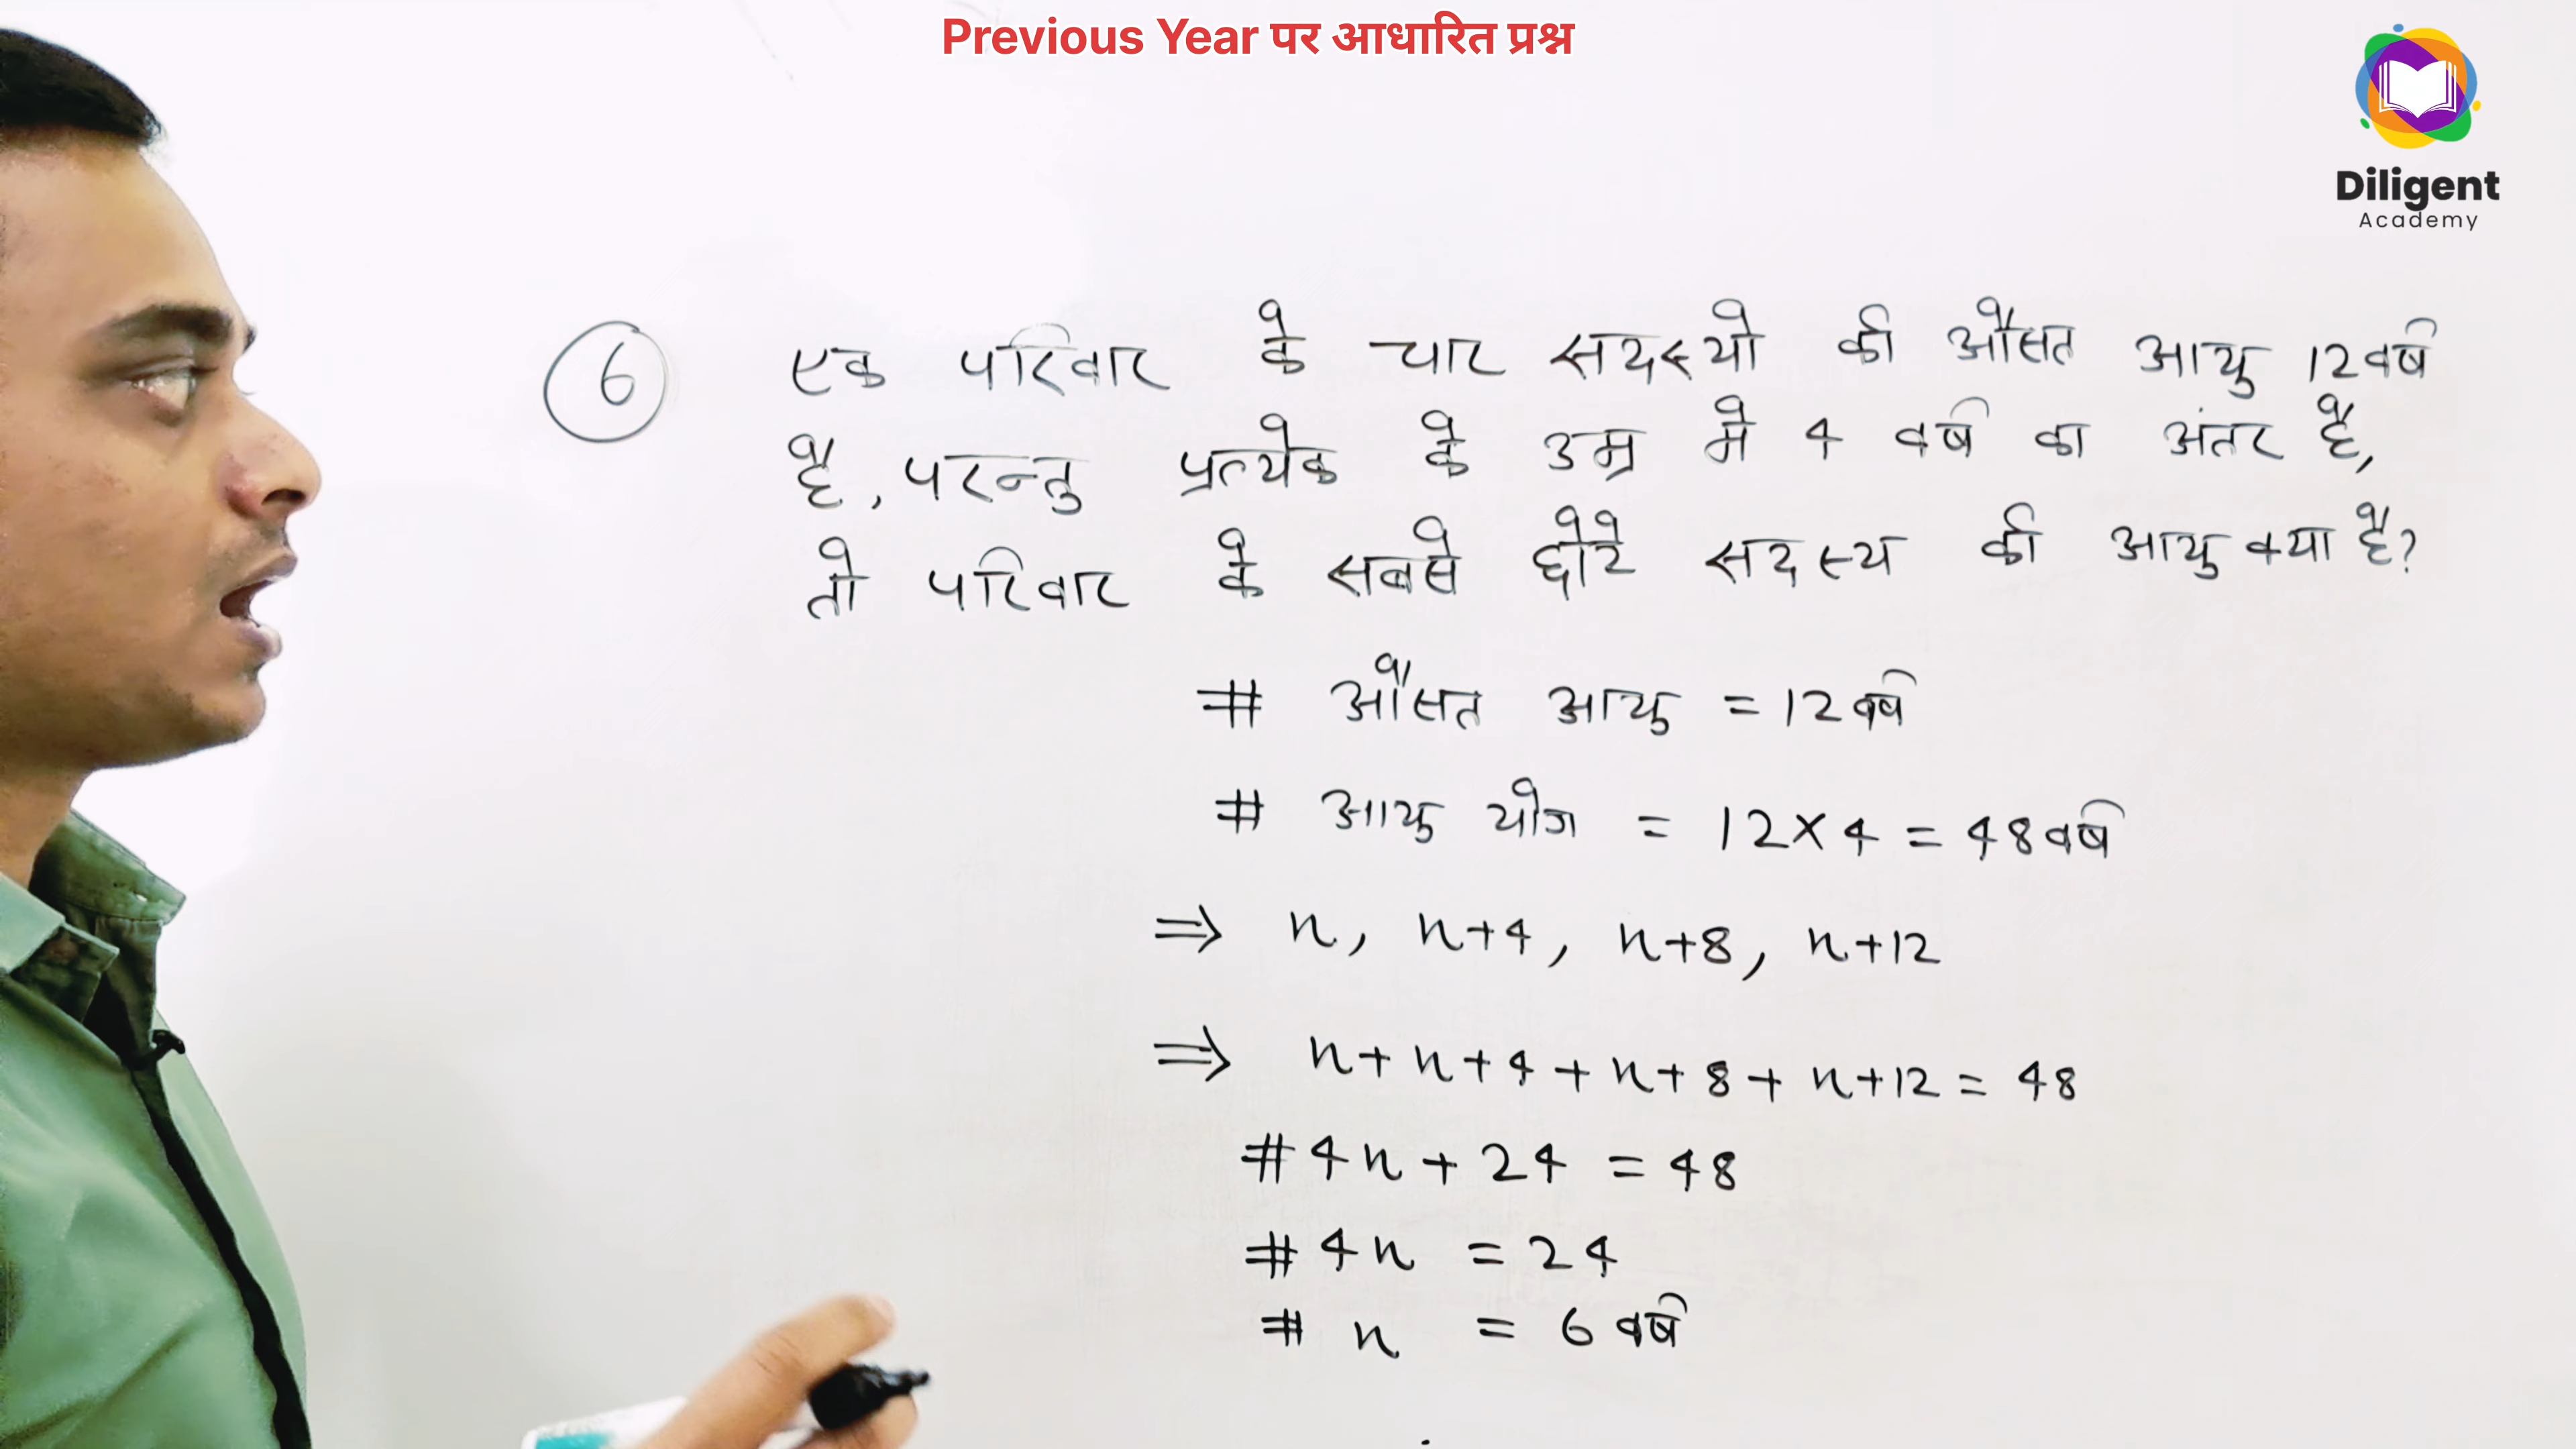 Previous Year पर आधारित प्रश्न
Diligent
Academy
6 एक परिवार के चार सदस्यो की औसत आयु 12 वर्ष
है, परन्तु प्रत्येक के उम्र मे 4 वर्ष का अंतर है,
तो परिवार के सबसे छोटे सदस्य की आयु क्या है?
# औसत आयु = 12 वर्ष
# आयु योग = 12 × 4 = 48 वर्ष
⇒ n, n+4, n+8, n+12
⇒ n + n + 4 + n + 8 + n + 12 = 48
# 4n + 24 = 48
# 4n = 24
# n = 6 वर्ष